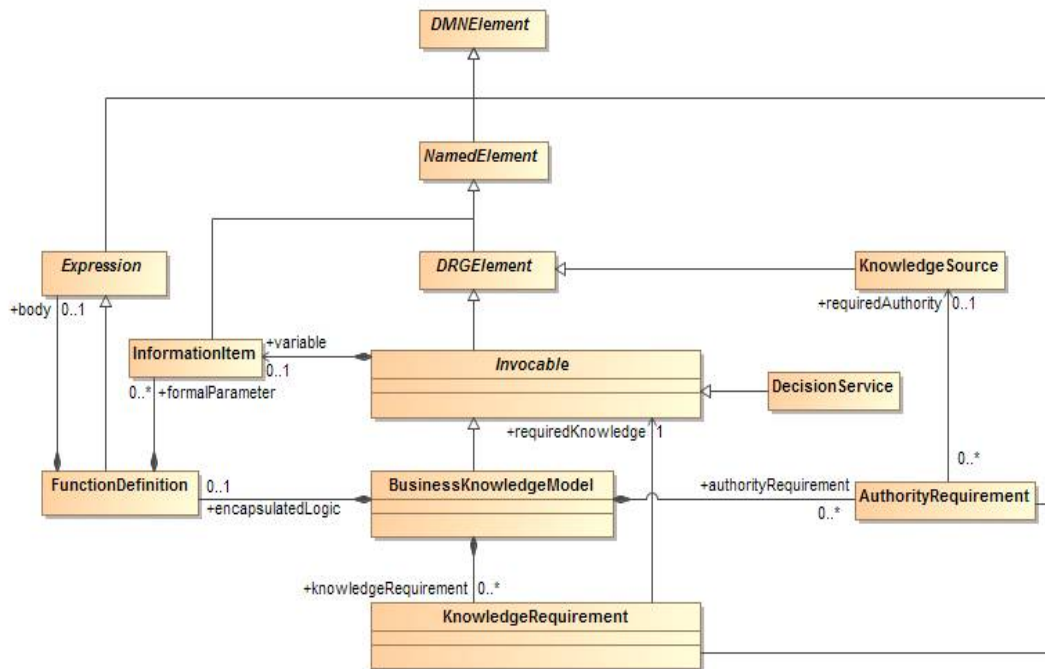 DMNElement
NamedElement
Expression
DRGElement
KnowledgeSource
+body
0..1
+requiredAuthority
0..1
InformationItem
+variable
0..1
Invocable
DecisionService
0..*
+formalParameter
+requiredKnowledge
1
0..*
FunctionDefinition
0..1
+encapsulatedLogic
BusinessKnowledgeModel
+authorityRequirement
0..*
AuthorityRequirement
+knowledgeRequirement
0..*
KnowledgeRequirement